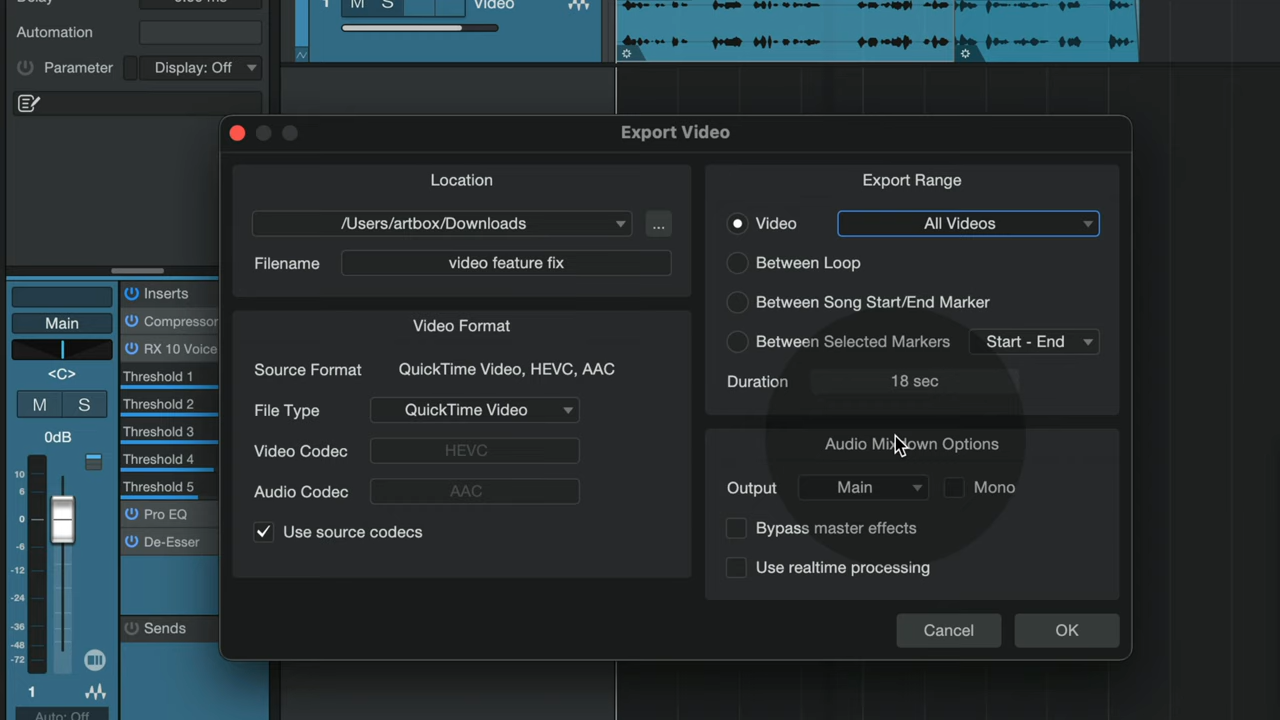 Automation
Parameter
Display: Off
1
M
S
Video
Export Video
Location
/Users/artbox/Downloads
...
Filename
video feature fix
Video Format
Source Format
QuickTime Video, HEVC, AAC
File Type
QuickTime Video
Video Codec
HEVC
Audio Codec
AAC
Use source codecs
Export Range
Video
All Videos
Between Loop
Between Song Start/End Marker
Between Selected Markers
Start - End
Duration
18 sec
Audio Mixdown Options
Output
Main
Mono
Bypass master effects
Use realtime processing
Cancel
OK
Main
<C>
M
S
0dB
10
6
0
-6
-12
-24
-36
-48
-72
1
Auto: Off
Inserts
Compressor
RX 10 Voice
Threshold 1
Threshold 2
Threshold 3
Threshold 4
Threshold 5
Pro EQ
De-Esser
Sends